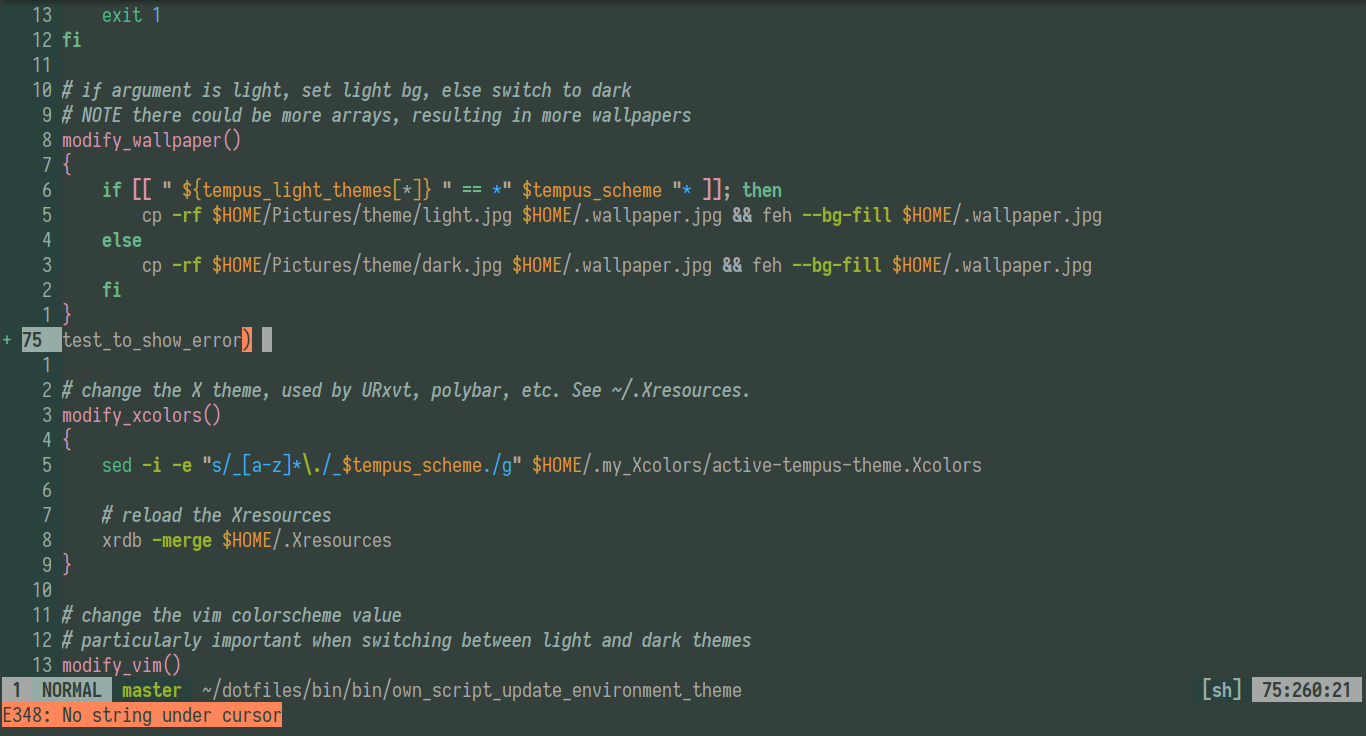 13     exit 1
12 fi
11
10 # if argument is light, set light bg, else switch to dark
9 # NOTE there could be more arrays, resulting in more wallpapers
8 modify_wallpaper()
7 {
6     if [[ " ${tempus_light_themes[*]} " == *" $tempus_scheme "* ]]; then
5         cp -rf $HOME/Pictures/theme/light.jpg $HOME/.wallpaper.jpg && feh --bg-fill $HOME/.wallpaper.jpg
4     else
3         cp -rf $HOME/Pictures/theme/dark.jpg $HOME/.wallpaper.jpg && feh --bg-fill $HOME/.wallpaper.jpg
2     fi
1 }
+ 75 test_to_show_error)
1
2 # change the X theme, used by URxvt, polybar, etc. See ~/.Xresources.
3 modify_xcolors()
4 {
5     sed -i -e "s/_[a-z]*\./_$tempus_scheme./g" $HOME/.my_Xcolors/active-tempus-theme.Xcolors
6
7     # reload the Xresources
8     xrdb -merge $HOME/.Xresources
9 }
10
11 # change the vim colorscheme value
12 # particularly important when switching between light and dark themes
13 modify_vim()
1 NORMAL master ~/dotfiles/bin/bin/own_script_update_environment_theme [sh] 75:260:21
E348: No string under cursor